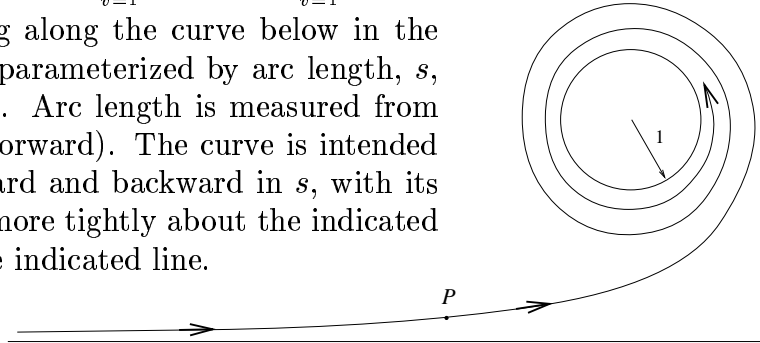 g along the curve below in the
parameterized by arc length, s,
. Arc length is measured from
orward). The curve is intended
ard and backward in s, with its
more tightly about the indicated
e indicated line.
1
P